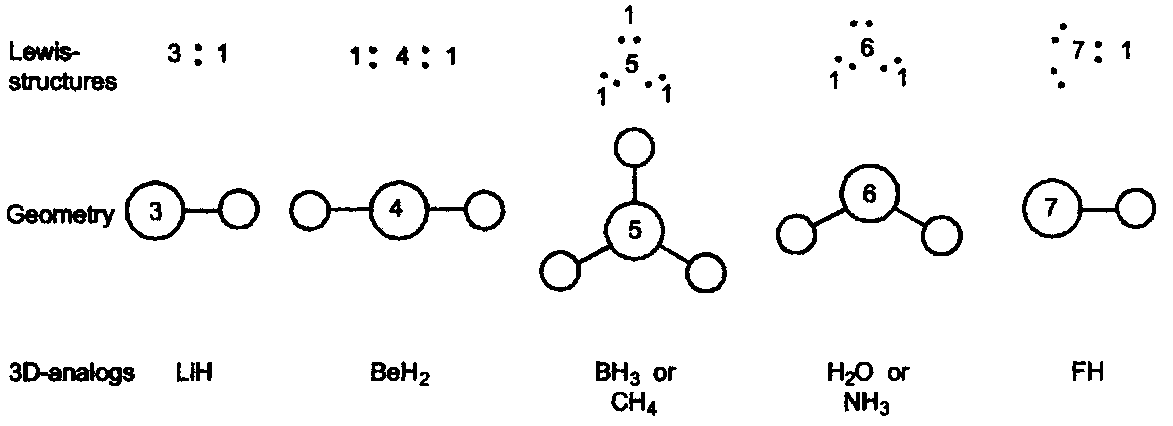 Lewis-
structures
3 : 1
1 : 4 : 1
1
5
1 1
6
1 1
7 : 1
Geometry
3
4
5
6
7
3D-analogs LiH BeH₂ BH₃ or H₂O or FH
CH₄ NH₃